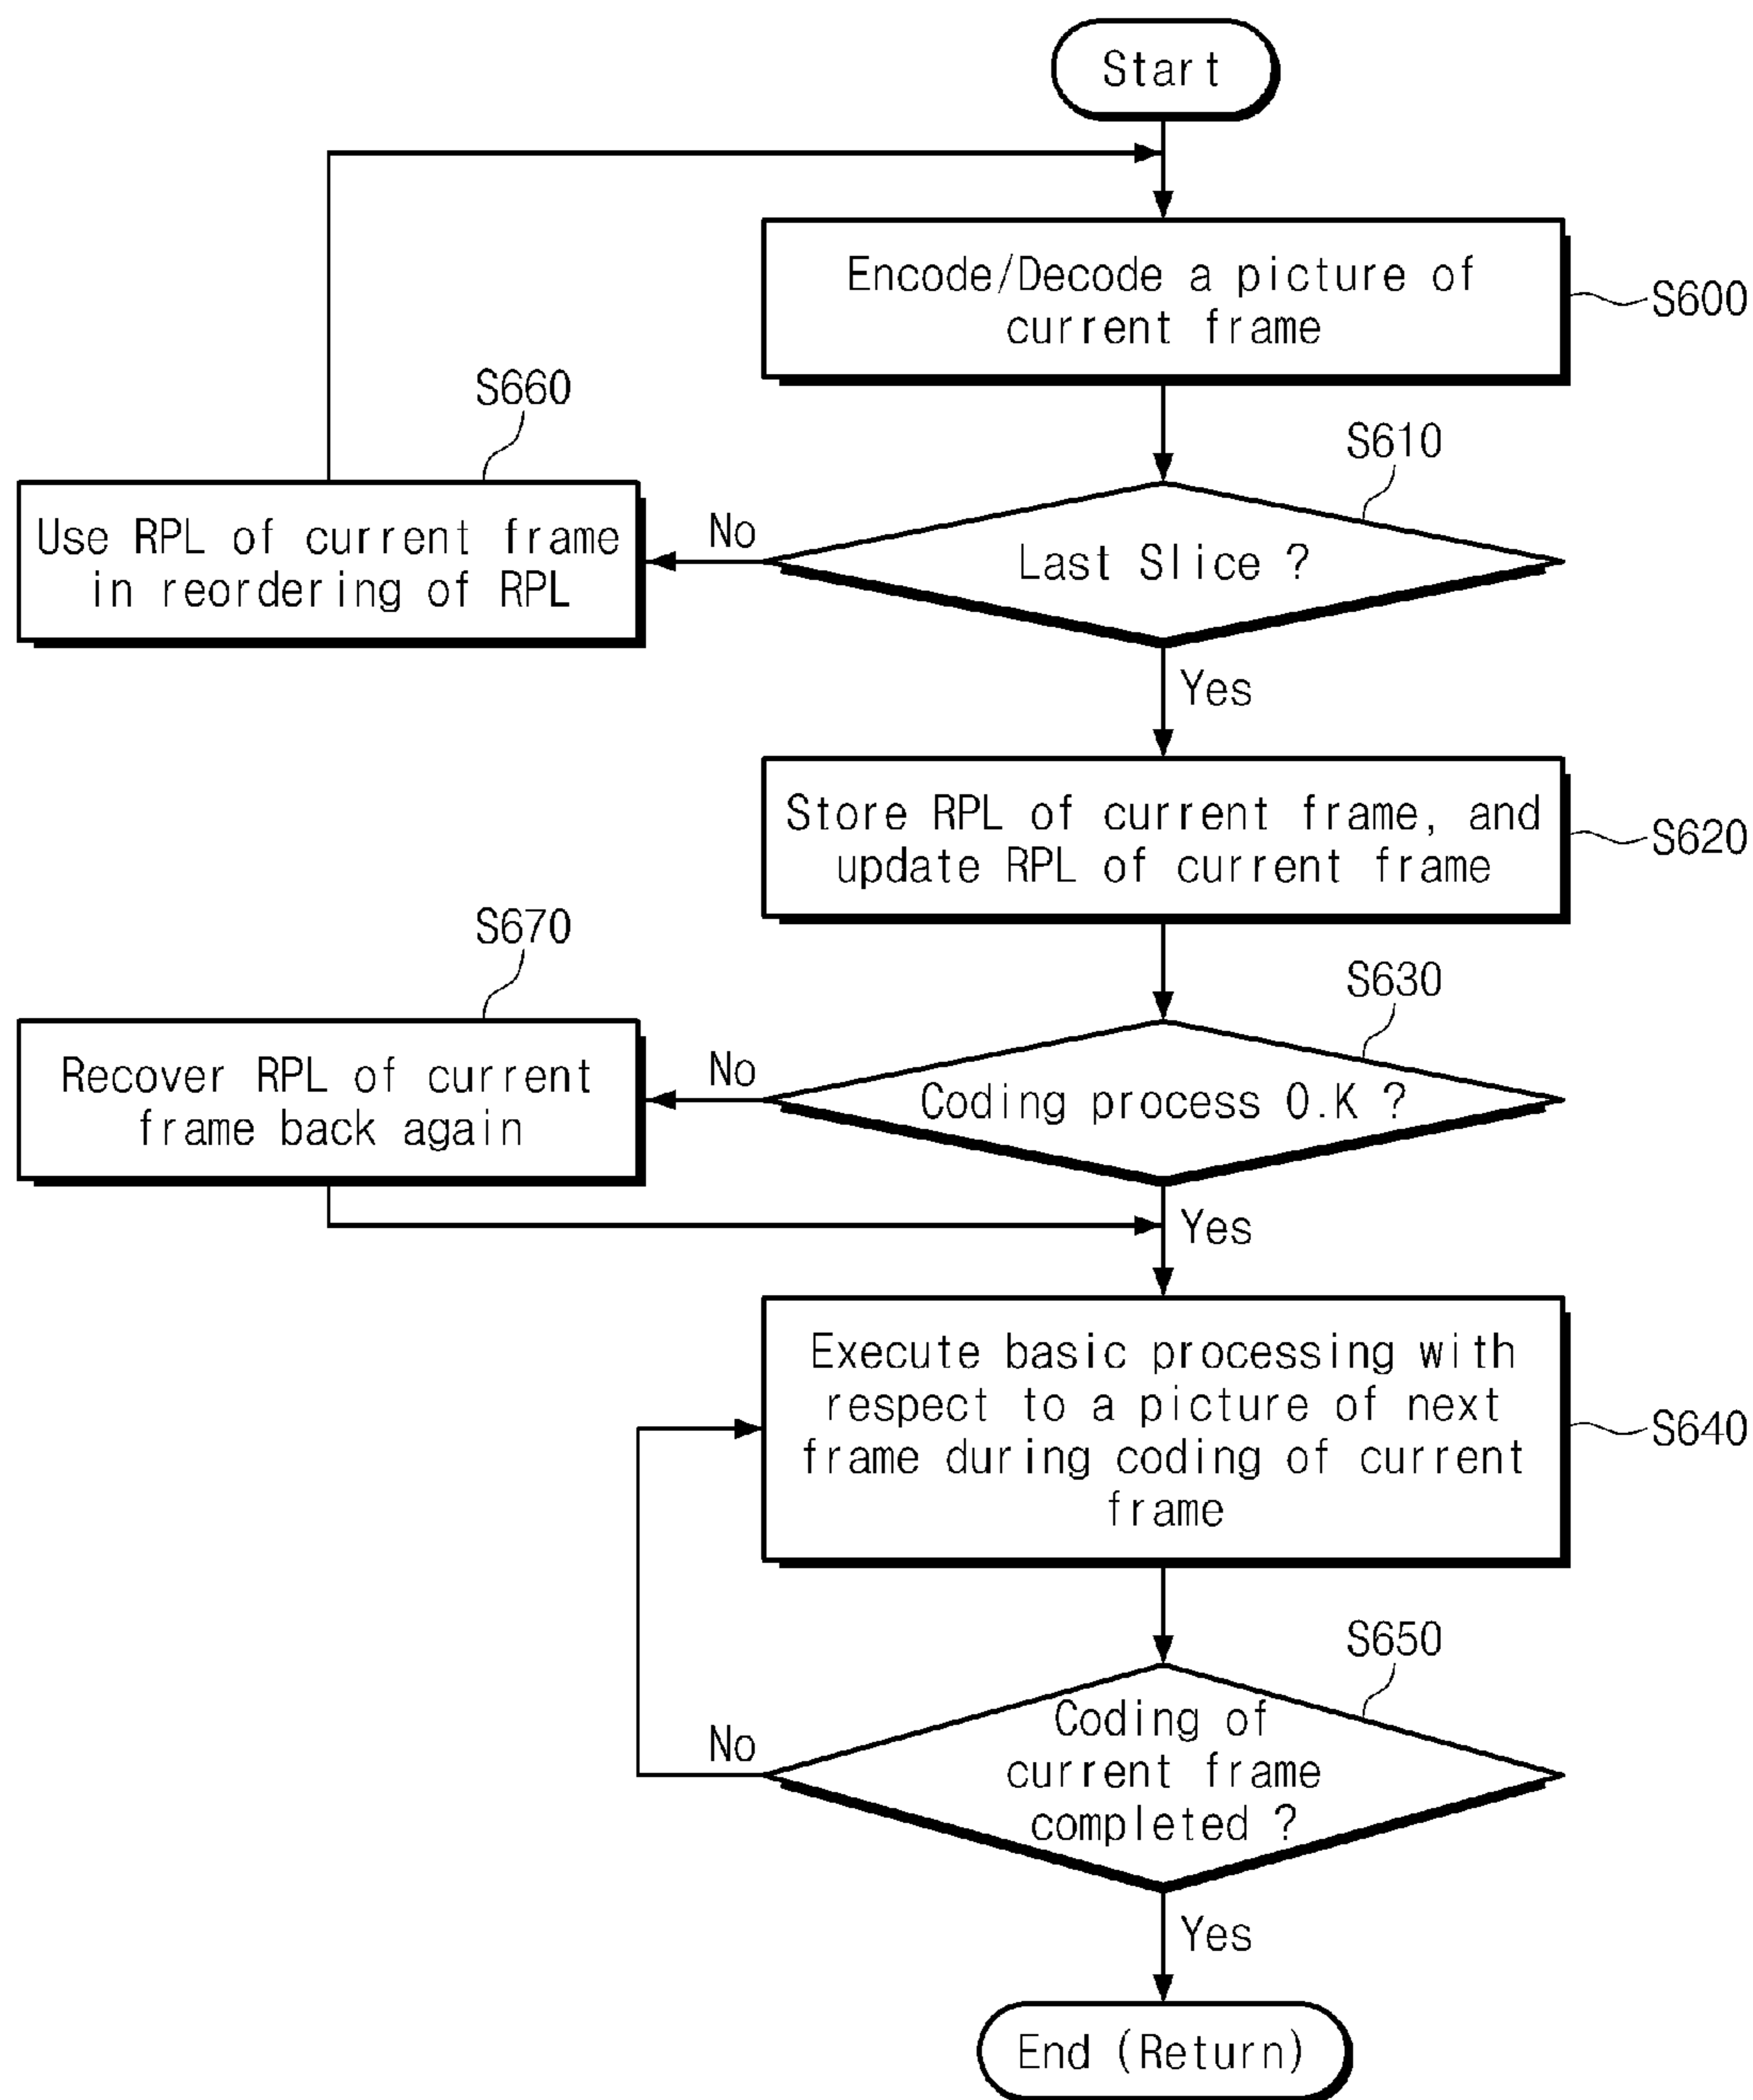 Start
Encode/Decode a picture of
current frame
S600
S660
S610
Use RPL of current frame
in reordering of RPL
No
Last Slice ?
Yes
Store RPL of current frame, and
update RPL of current frame
S620
S670
S630
Recover RPL of current
frame back again
No
Coding process O.K ?
Yes
Execute basic processing with
respect to a picture of next
frame during coding of current
frame
S640
S650
No
Coding of
current frame
completed ?
Yes
End (Return)